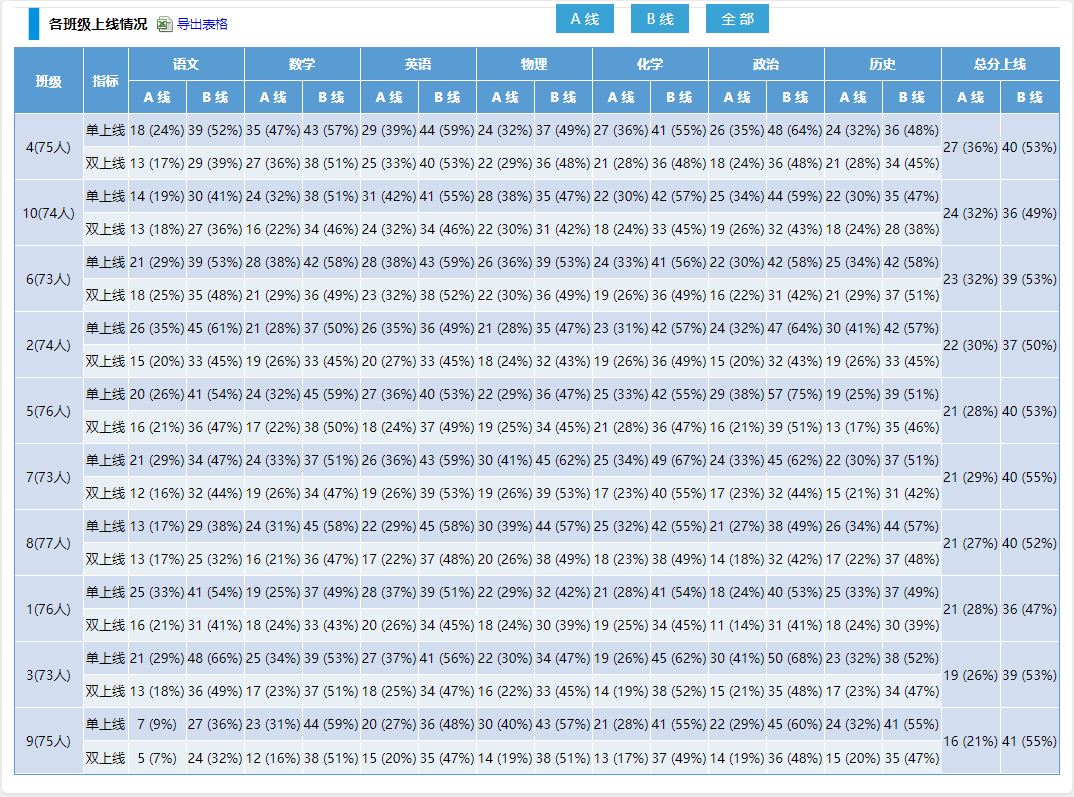 各班级上线情况 导出表格 A 线 B 线 全 部
班级 指标 语文 数学 英语 物理 化学 政治 历史 总分上线
A 线 B 线 A 线 B 线 A 线 B 线 A 线 B 线 A 线 B 线 A 线 B 线 A 线 B 线 A 线 B 线
4(75人) 单上线 18 (24%) 39 (52%) 35 (47%) 43 (57%) 29 (39%) 44 (59%) 24 (32%) 37 (49%) 27 (36%) 41 (55%) 26 (35%) 48 (64%) 24 (32%) 36 (48%) 27 (36%) 40 (53%)
双上线 13 (17%) 29 (39%) 27 (36%) 38 (51%) 25 (33%) 40 (53%) 22 (29%) 36 (48%) 21 (28%) 36 (48%) 18 (24%) 36 (48%) 21 (28%) 34 (45%)
10(74人) 单上线 14 (19%) 30 (41%) 24 (32%) 38 (51%) 31 (42%) 41 (55%) 28 (38%) 35 (47%) 22 (30%) 42 (57%) 25 (34%) 44 (59%) 22 (30%) 35 (47%) 24 (32%) 36 (49%)
双上线 13 (18%) 27 (36%) 16 (22%) 34 (46%) 24 (32%) 34 (46%) 22 (30%) 31 (42%) 18 (24%) 33 (45%) 19 (26%) 32 (43%) 18 (24%) 28 (38%)
6(73人) 单上线 21 (29%) 39 (53%) 28 (38%) 42 (58%) 28 (38%) 43 (59%) 26 (36%) 39 (53%) 24 (33%) 41 (56%) 22 (30%) 42 (58%) 25 (34%) 42 (58%) 23 (32%) 39 (53%)
双上线 18 (25%) 35 (48%) 21 (29%) 36 (49%) 23 (32%) 38 (52%) 22 (30%) 36 (49%) 19 (26%) 36 (49%) 16 (22%) 31 (42%) 21 (29%) 37 (51%)
2(74人) 单上线 26 (35%) 45 (61%) 21 (28%) 37 (50%) 26 (35%) 36 (49%) 21 (28%) 35 (47%) 23 (31%) 42 (57%) 24 (32%) 47 (64%) 30 (41%) 42 (57%) 22 (30%) 37 (50%)
双上线 15 (20%) 33 (45%) 19 (26%) 33 (45%) 20 (27%) 33 (45%) 18 (24%) 32 (43%) 19 (26%) 36 (49%) 15 (20%) 32 (43%) 19 (26%) 33 (45%)
5(76人) 单上线 20 (26%) 41 (54%) 24 (32%) 45 (59%) 27 (36%) 40 (53%) 22 (29%) 36 (47%) 25 (33%) 42 (55%) 29 (38%) 57 (75%) 19 (25%) 39 (51%) 21 (28%) 40 (53%)
双上线 16 (21%) 36 (47%) 17 (22%) 38 (50%) 18 (24%) 37 (49%) 19 (25%) 34 (45%) 21 (28%) 36 (47%) 16 (21%) 39 (51%) 13 (17%) 35 (46%)
7(73人) 单上线 21 (29%) 34 (47%) 24 (33%) 37 (51%) 26 (36%) 43 (59%) 30 (41%) 45 (62%) 25 (34%) 49 (67%) 24 (33%) 45 (62%) 22 (30%) 37 (51%) 21 (29%) 40 (55%)
双上线 12 (16%) 32 (44%) 19 (26%) 34 (47%) 19 (26%) 39 (53%) 19 (26%) 39 (53%) 17 (23%) 40 (55%) 17 (23%) 32 (44%) 15 (21%) 31 (42%)
8(77人) 单上线 13 (17%) 29 (38%) 24 (31%) 45 (58%) 22 (29%) 45 (58%) 30 (39%) 44 (57%) 25 (32%) 42 (55%) 21 (27%) 38 (49%) 26 (34%) 44 (57%) 21 (27%) 40 (52%)
双上线 13 (17%) 25 (32%) 16 (21%) 36 (47%) 17 (22%) 37 (48%) 20 (26%) 38 (49%) 18 (23%) 38 (49%) 14 (18%) 32 (42%) 17 (22%) 37 (48%)
1(76人) 单上线 25 (33%) 41 (54%) 19 (25%) 37 (49%) 28 (37%) 39 (51%) 22 (29%) 32 (42%) 21 (28%) 41 (54%) 18 (24%) 40 (53%) 25 (33%) 37 (49%) 21 (28%) 36 (47%)
双上线 16 (21%) 31 (41%) 18 (24%) 33 (43%) 20 (26%) 34 (45%) 18 (24%) 30 (39%) 19 (25%) 34 (45%) 11 (14%) 31 (41%) 18 (24%) 30 (39%)
3(73人) 单上线 21 (29%) 48 (66%) 25 (34%) 39 (53%) 27 (37%) 41 (56%) 22 (30%) 34 (47%) 19 (26%) 45 (62%) 30 (41%) 50 (68%) 23 (32%) 38 (52%) 19 (26%) 39 (53%)
双上线 13 (18%) 36 (49%) 17 (23%) 37 (51%) 18 (25%) 34 (47%) 16 (22%) 33 (45%) 14 (19%) 38 (52%) 15 (21%) 35 (48%) 17 (23%) 34 (47%)
9(75人) 单上线 7 (9%) 27 (36%) 23 (31%) 44 (59%) 20 (27%) 36 (48%) 30 (40%) 43 (57%) 21 (28%) 41 (55%) 22 (29%) 45 (60%) 24 (32%) 41 (55%) 16 (21%) 41 (55%)
双上线 5 (7%) 24 (32%) 12 (16%) 38 (51%) 15 (20%) 35 (47%) 14 (19%) 38 (51%) 13 (17%) 37 (49%) 14 (19%) 36 (48%) 15 (20%) 35 (47%)